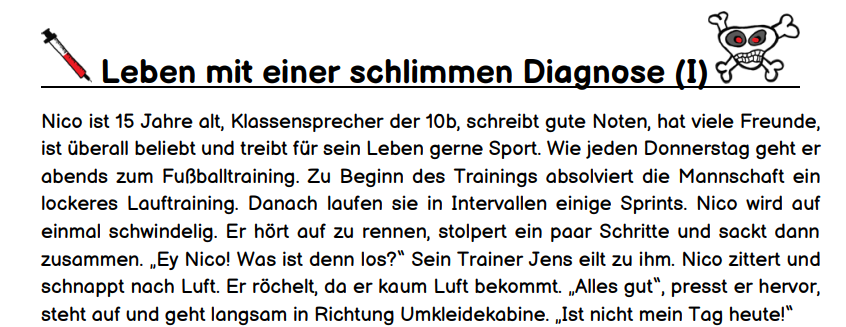 Leben mit einer schlimmen Diagnose (I)
Nico ist 15 Jahre alt, Klassensprecher der 10b, schreibt gute Noten, hat viele Freunde,
ist überall beliebt und treibt für sein Leben gerne Sport. Wie jeden Donnerstag geht er
abends zum Fußballtraining. Zu Beginn des Trainings absolviert die Mannschaft ein
lockeres Lauftraining. Danach laufen sie in Intervallen einige Sprints. Nico wird auf
einmal schwindelig. Er hört auf zu rennen, stolpert ein paar Schritte und sackt dann
zusammen. „Ey Nico! Was ist denn los?“ Sein Trainer Jens eilt zu ihm. Nico zittert und
schnappt nach Luft. Er röchelt, da er kaum Luft bekommt. „Alles gut“, presst er hervor,
steht auf und geht langsam in Richtung Umkleidekabine. „Ist nicht mein Tag heute!“